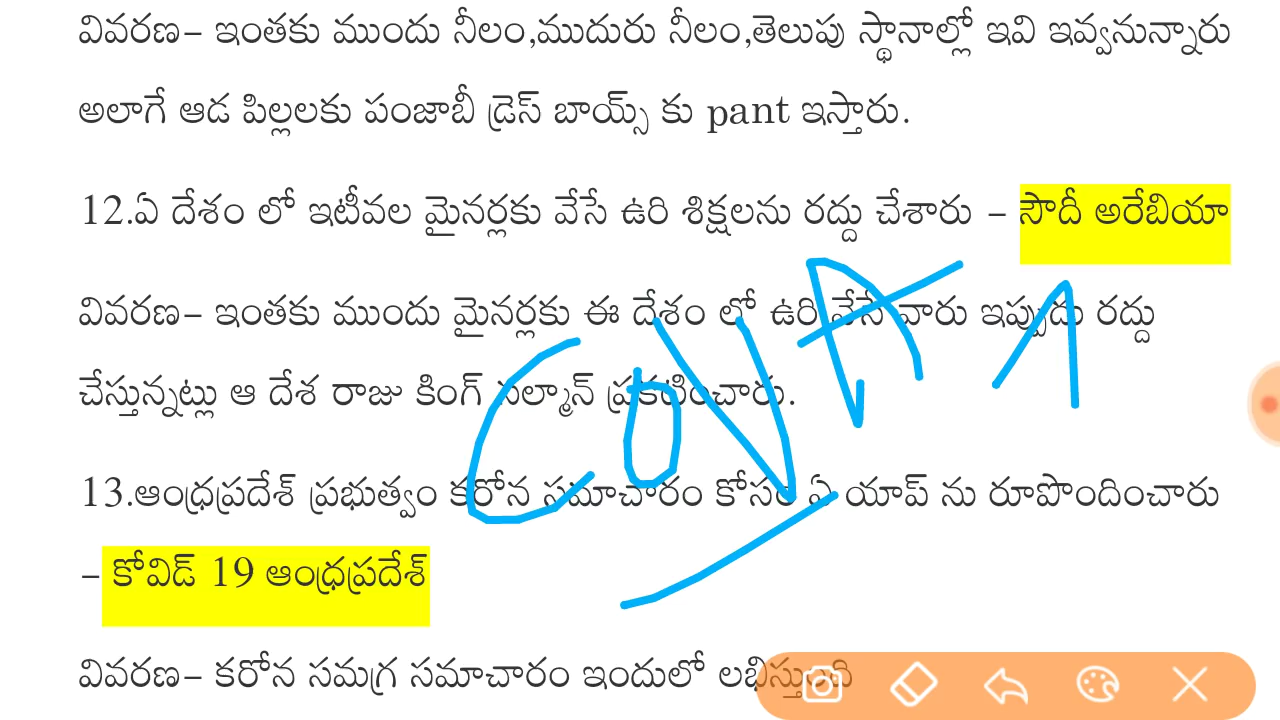 వివరణ– ఇంతకు ముందు నీలం,ముదురు నీలం,తెలుపు స్థానాల్లో ఇవి ఇవ్వనున్నారు
అలాగే ఆడ పిల్లలకు పంజాబీ డ్రెస్ బాయ్స్ కు pant ఇస్తారు.
12.ఏ దేశం లో ఇటీవల మైనర్లకు వేసే ఉరి శిక్షలను రద్దు చేశారు – సౌదీ అరేబియా
వివరణ– ఇంతకు ముందు మైనర్లకు ఈ దేశం లో ఉరి వేసే వారు ఇప్పుడు రద్దు
చేస్తున్నట్లు ఆ దేశ రాజు కింగ్ సల్మాన్ ప్రకటించారు.
13.ఆంధ్రప్రదేశ్ ప్రభుత్వం కరోన సమాచారం కోసం ఏ యాప్ ను రూపొందించారు
– కోవిడ్ 19 ఆంధ్రప్రదేశ్
వివరణ– కరోన సమగ్ర సమాచారం ఇందులో లభిస్తుంది